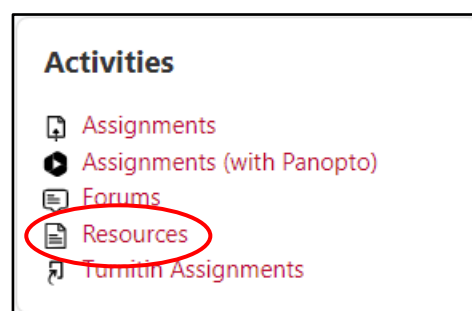 Activities
Assignments
Assignments (with Panopto)
Forums
Resources
Turnitin Assignments